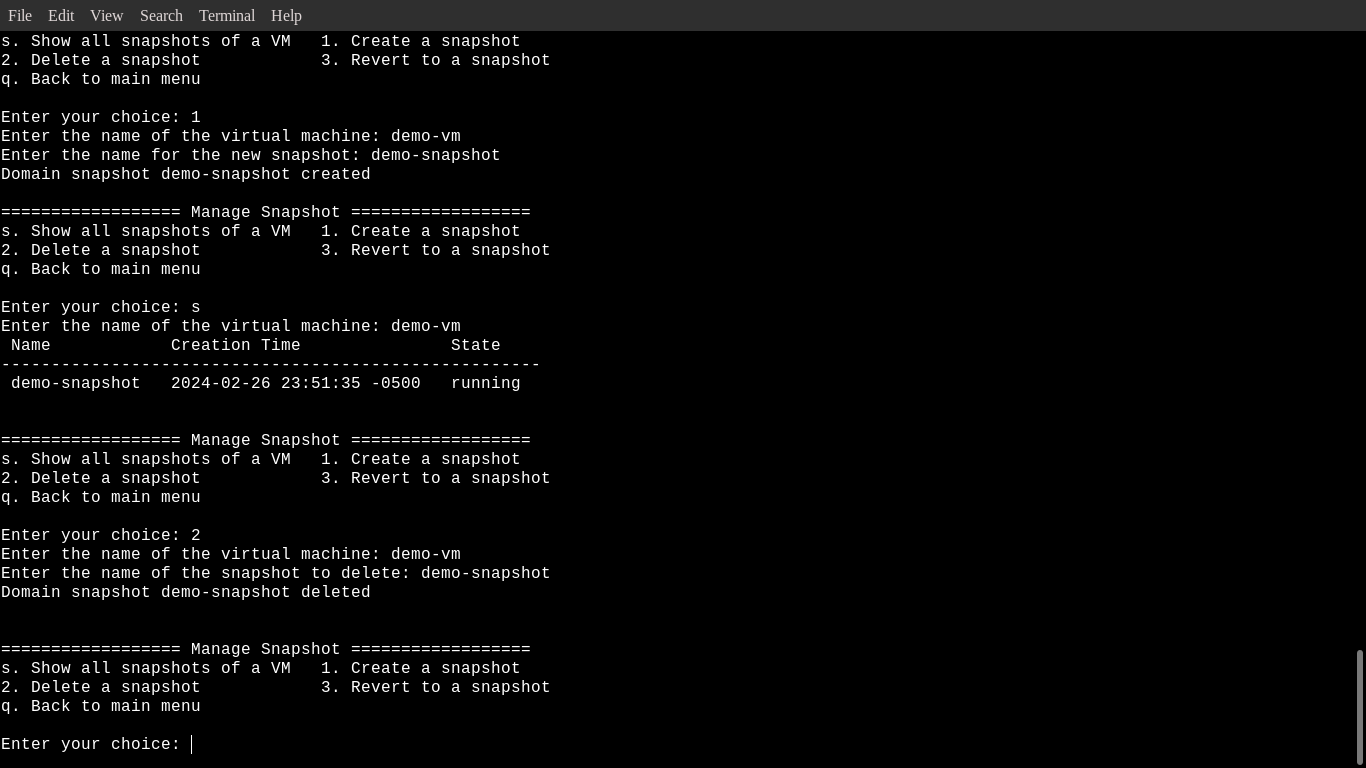 File Edit View Search Terminal Help
s. Show all snapshots of a VM   1. Create a snapshot
2. Delete a snapshot            3. Revert to a snapshot
q. Back to main menu

Enter your choice: 1
Enter the name of the virtual machine: demo-vm
Enter the name for the new snapshot: demo-snapshot
Domain snapshot demo-snapshot created

================== Manage Snapshot ==================
s. Show all snapshots of a VM   1. Create a snapshot
2. Delete a snapshot            3. Revert to a snapshot
q. Back to main menu

Enter your choice: s
Enter the name of the virtual machine: demo-vm
 Name            Creation Time               State
------------------------------------------------------
 demo-snapshot   2024-02-26 23:51:35 -0500   running


================== Manage Snapshot ==================
s. Show all snapshots of a VM   1. Create a snapshot
2. Delete a snapshot            3. Revert to a snapshot
q. Back to main menu

Enter your choice: 2
Enter the name of the virtual machine: demo-vm
Enter the name of the snapshot to delete: demo-snapshot
Domain snapshot demo-snapshot deleted


================== Manage Snapshot ==================
s. Show all snapshots of a VM   1. Create a snapshot
2. Delete a snapshot            3. Revert to a snapshot
q. Back to main menu

Enter your choice: